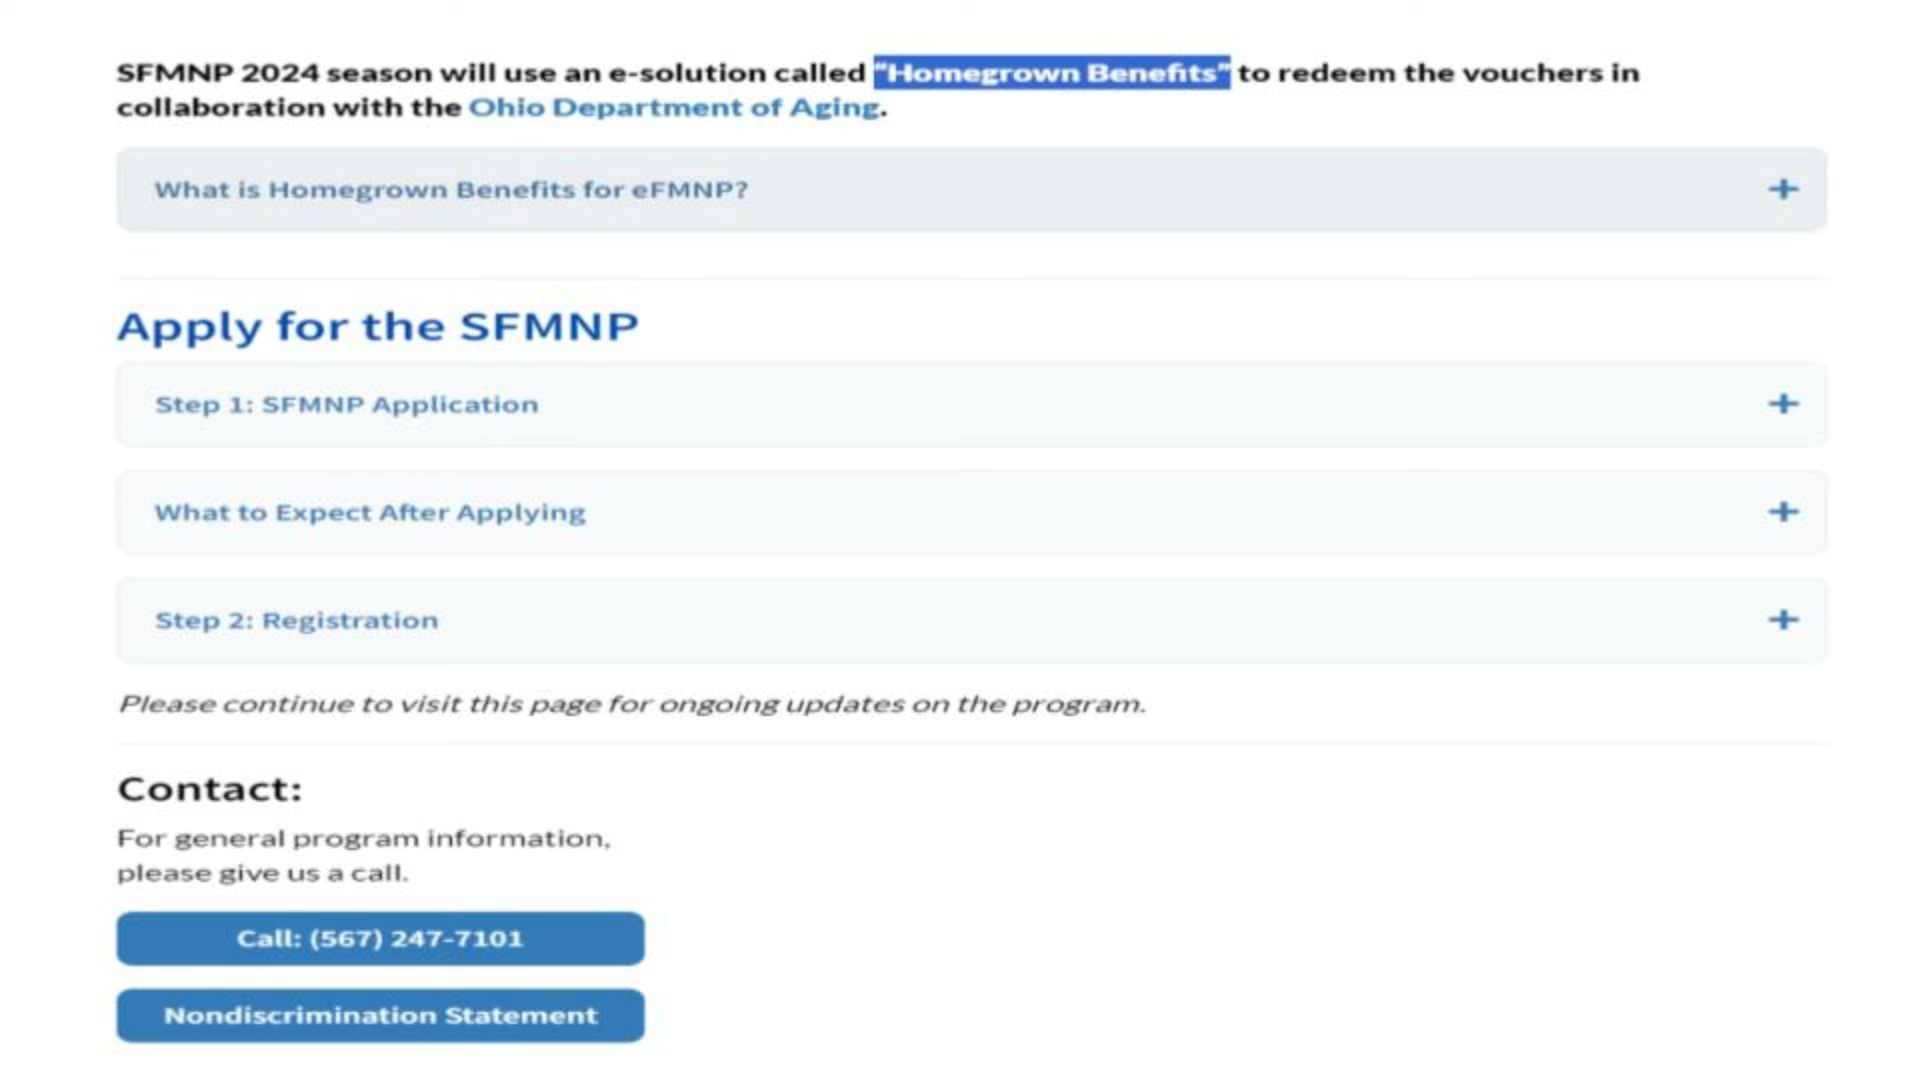 SFMNP 2024 season will use an e-solution called “Homegrown Benefits” to redeem the vouchers in
collaboration with the Ohio Department of Aging.
What is Homegrown Benefits for eFMNP?
+
Apply for the SFMNP
Step 1: SFMNP Application
+
What to Expect After Applying
+
Step 2: Registration
+
Please continue to visit this page for ongoing updates on the program.
Contact:
For general program information,
please give us a call.
Call: (567) 247-7101
Nondiscrimination Statement